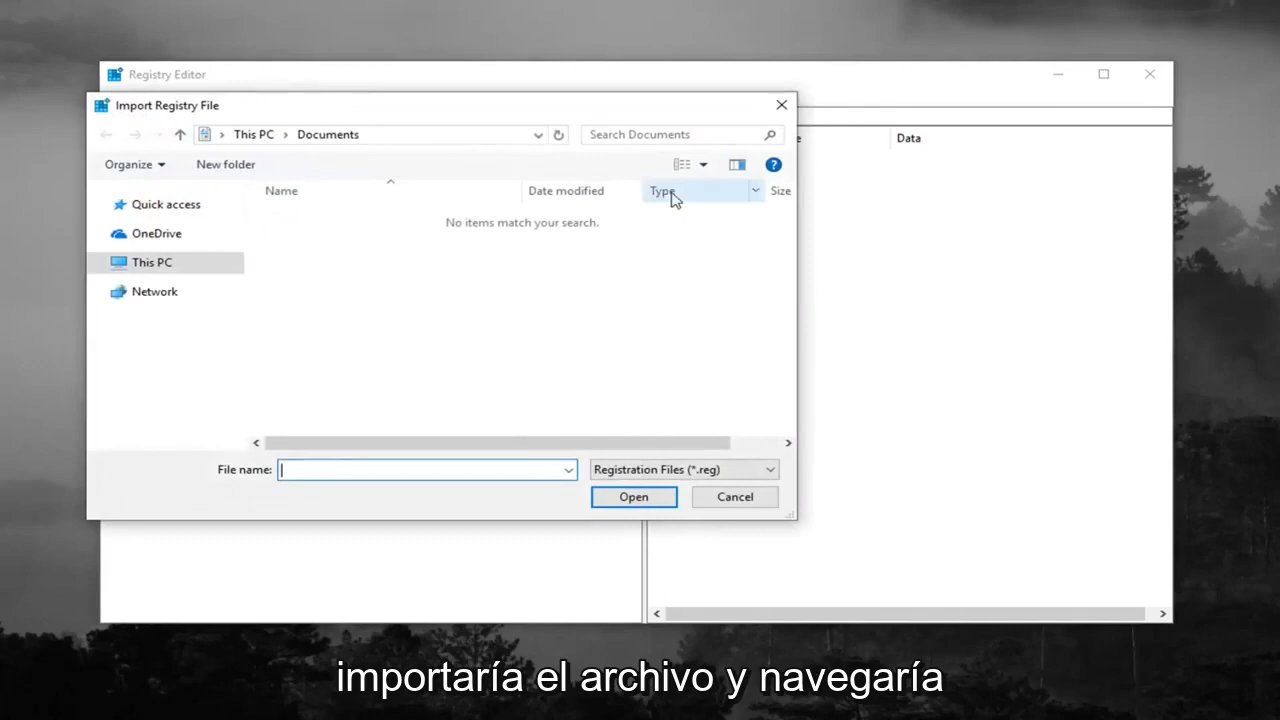 Registry Editor
Import Registry File
This PC > Documents
Search Documents
Data
Organize
New folder
Name
Date modified
Type
Size
Quick access
No items match your search.
OneDrive
This PC
Network
File name:
Registration Files (*.reg)
Open
Cancel
importaría el archivo y navegaría